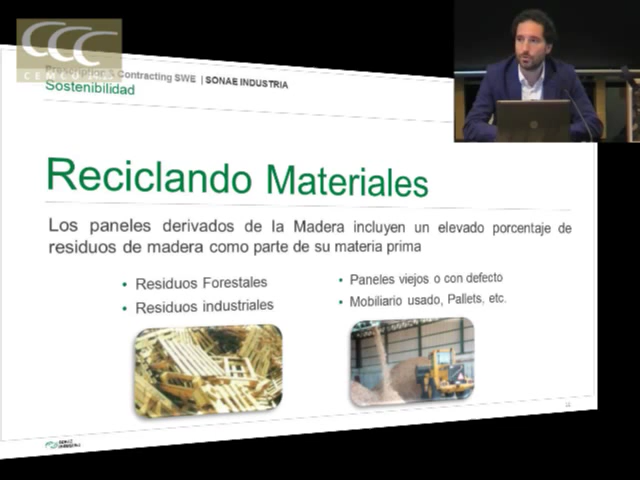 CCC
Contracting SWE | SONAE INDUSTRIA
Sostenibilidad
Reciclando Materiales
Los paneles derivados de la Madera incluyen un elevado porcentaje de
residuos de madera como parte de su materia prima
• Residuos Forestales
• Residuos industriales
• Paneles viejos o con defecto
• Mobiliario usado, Pallets, etc.
SONAE
INDUSTRIA